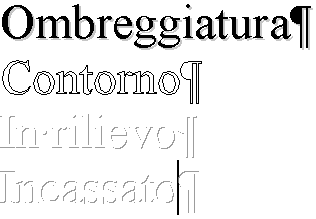 Ombreggiatura¶
Contorno¶
In·rilievo¶
Incassato¶